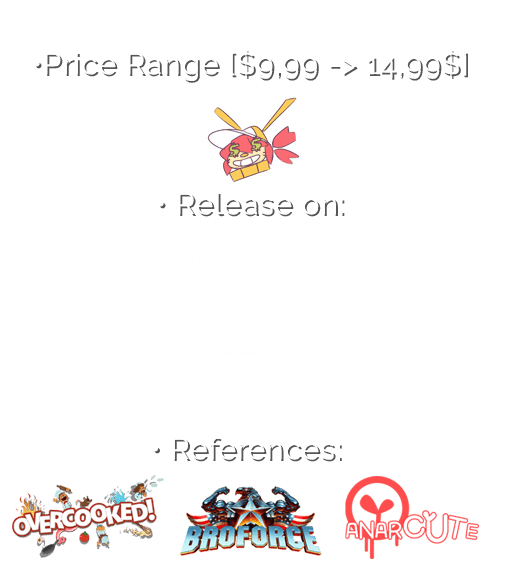 •Price Range [$9,99 -> 14,99$]
• Release on:
• References:
OVERCOOKED!
BROFORCE
ANARCUTE